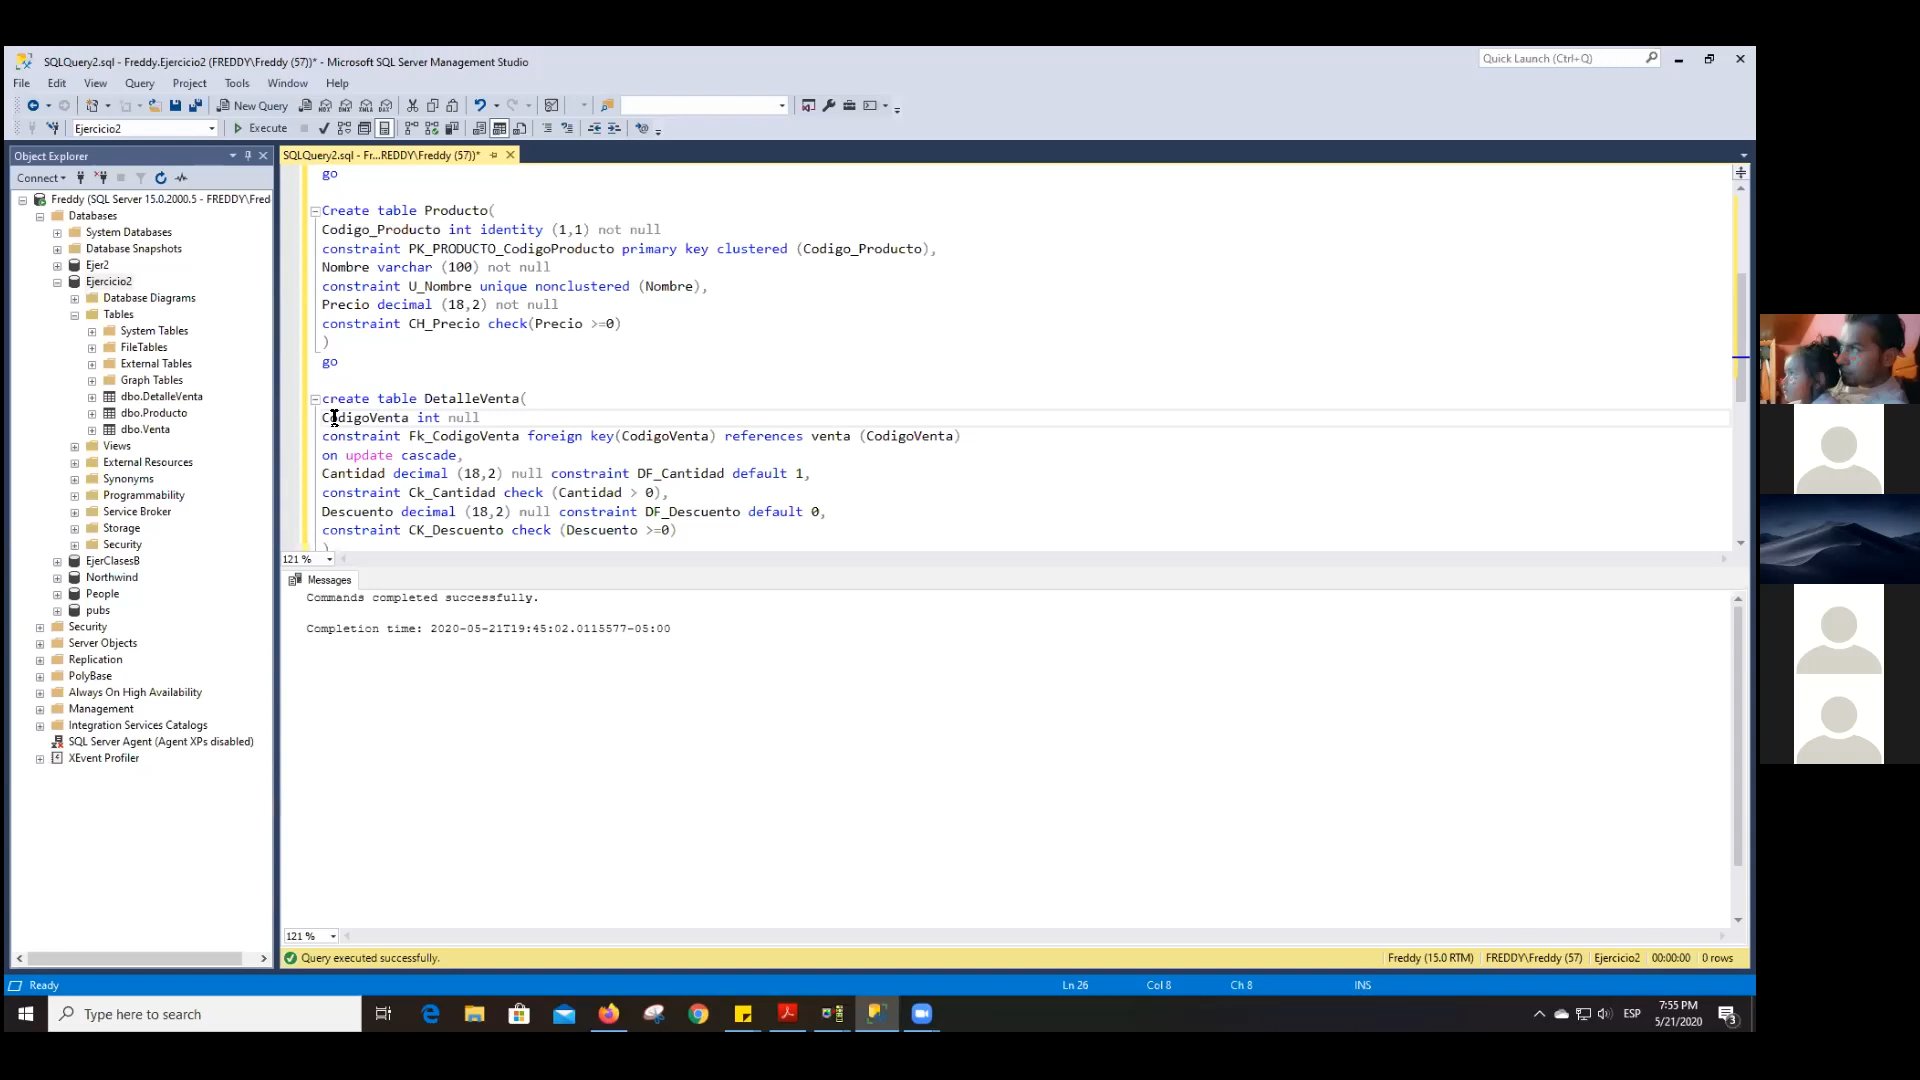 SQLQuery2.sql - Freddy.Ejercicio2 (FREDDY\Freddy (57))* - Microsoft SQL Server Management Studio
Quick Launch (Ctrl+Q)
File Edit View Query Project Tools Window Help
New Query
Ejercicio2
Execute
Object Explorer
SQLQuery2.sql - Fr...REDDY\Freddy (57))*
Connect
Freddy (SQL Server 15.0.2000.5 - FREDDY\Fred
Databases
System Databases
Database Snapshots
Ejer2
Ejercicio2
Database Diagrams
Tables
System Tables
FileTables
External Tables
Graph Tables
dbo.DetalleVenta
dbo.Producto
dbo.Venta
Views
External Resources
Synonyms
Programmability
Service Broker
Storage
Security
EjerClasesB
Northwind
People
pubs
Security
Server Objects
Replication
PolyBase
Always On High Availability
Management
Integration Services Catalogs
SQL Server Agent (Agent XPs disabled)
XEvent Profiler
go
Create table Producto(
Codigo_Producto int identity (1,1) not null
constraint PK_PRODUCTO_CodigoProducto primary key clustered (Codigo_Producto),
Nombre varchar (100) not null
constraint U_Nombre unique nonclustered (Nombre),
Precio decimal (18,2) not null
constraint CH_Precio check(Precio >=0)
)
go
create table DetalleVenta(
CodigoVenta int null
constraint Fk_CodigoVenta foreign key(CodigoVenta) references venta (CodigoVenta)
on update cascade,
Cantidad decimal (18,2) null constraint DF_Cantidad default 1,
constraint Ck_Cantidad check (Cantidad > 0),
Descuento decimal (18,2) null constraint DF_Descuento default 0,
constraint CK_Descuento check (Descuento >=0)
)
121 %
Messages
Commands completed successfully.
Completion time: 2020-05-21T19:45:02.0115577-05:00
121 %
Query executed successfully.
Freddy (15.0 RTM) FREDDY\Freddy (57) Ejercicio2 00:00:00 0 rows
Ready
Ln 26 Col 8 Ch 8 INS
Type here to search
ESP
7:55 PM
5/21/2020
3